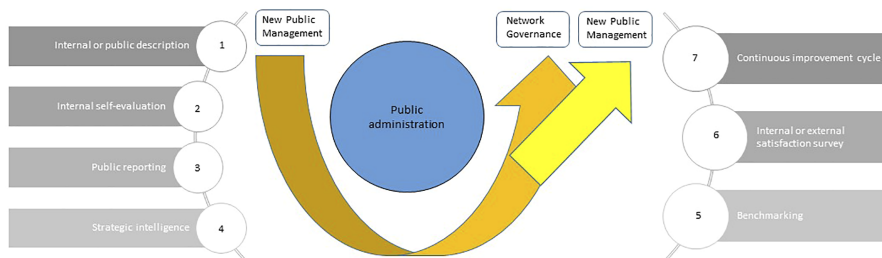 New Public
Management
Network
Governance
New Public
Management
Internal or public description
1
Internal self-evaluation
2
Public reporting
3
Strategic intelligence
4
Public
administration
7
Continuous improvement cycle
6
Internal or external
satisfaction survey
5
Benchmarking